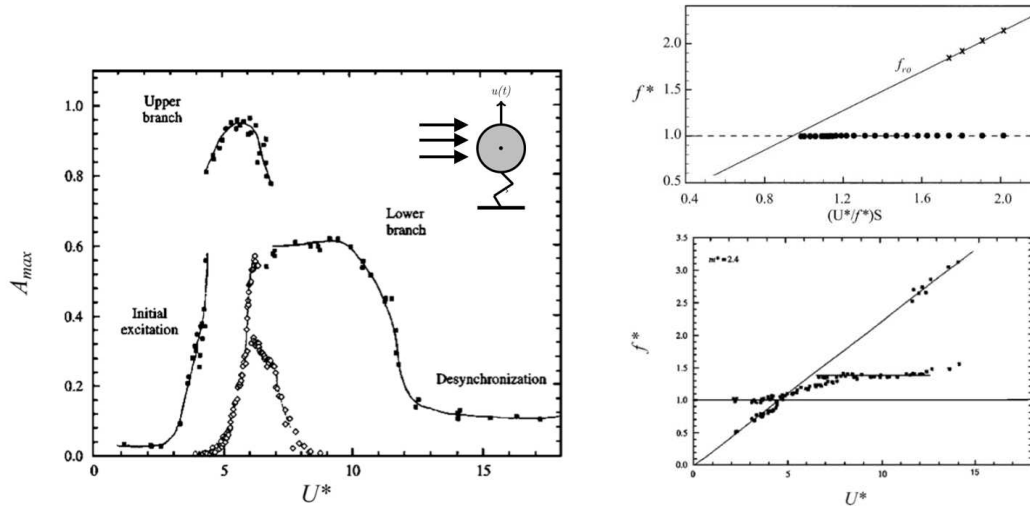 Upper
branch
u(t)
Lower
branch
Initial
excitation
Desynchronization
A_max
1.0
0.8
0.6
0.4
0.2
0.0
0
5
10
15
U*
f*
2.0
1.5
1.0
0.5
f_ro
0.4
0.8
1.2
1.6
2.0
(U*/f*)S
m*=2.4
f*
3.5
3.0
2.5
2.0
1.5
1.0
0.5
0.0
0
5
10
15
U*